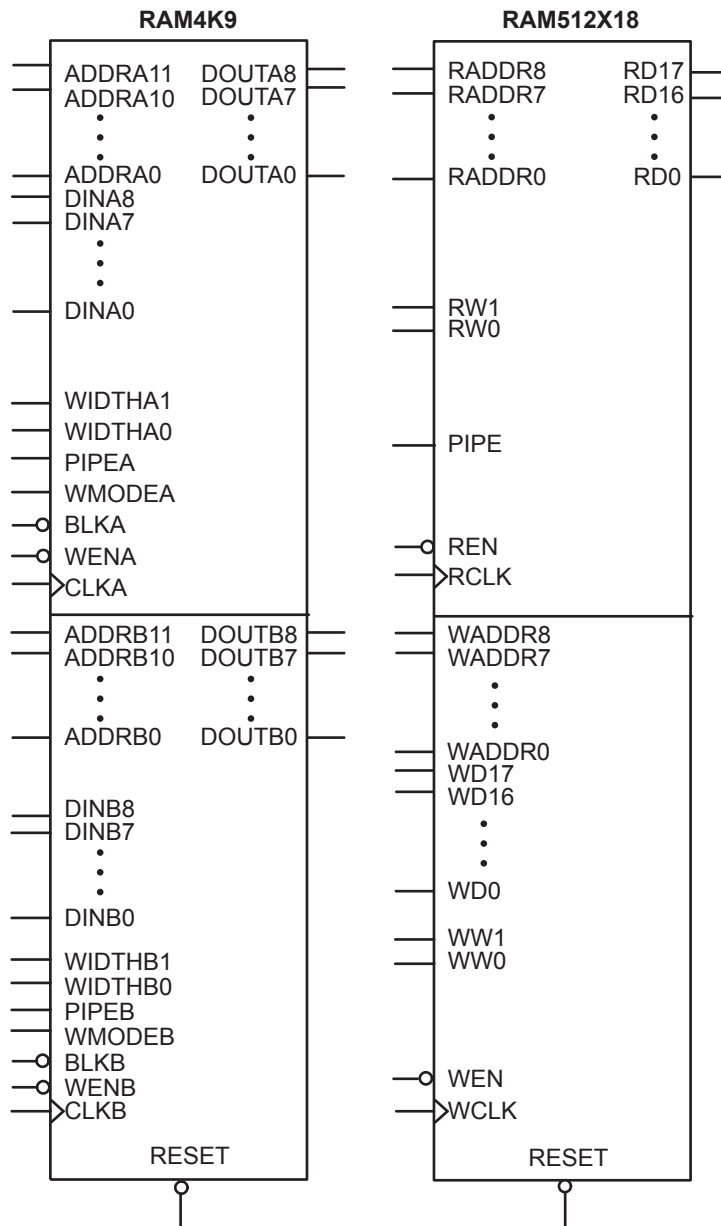 RAM4K9
ADDRA11 DOUTA8
ADDRA10 DOUTA7
ADDRA0 DOUTA0
DINA8
DINA7
DINA0
WIDTHA1
WIDTHA0
PIPEA
WMODEA
BLKA
WENA
CLKA
ADDRB11 DOUTB8
ADDRB10 DOUTB7
ADDRB0 DOUTB0
DINB8
DINB7
DINB0
WIDTHB1
WIDTHB0
PIPEB
WMODEB
BLKB
WENB
CLKB
RESET
RAM512X18
RADDR8 RD17
RADDR7 RD16
RADDR0 RD0
RW1
RW0
PIPE
REN
RCLK
WADDR8
WADDR7
WADDR0
WD17
WD16
WD0
WW1
WW0
WEN
WCLK
RESET